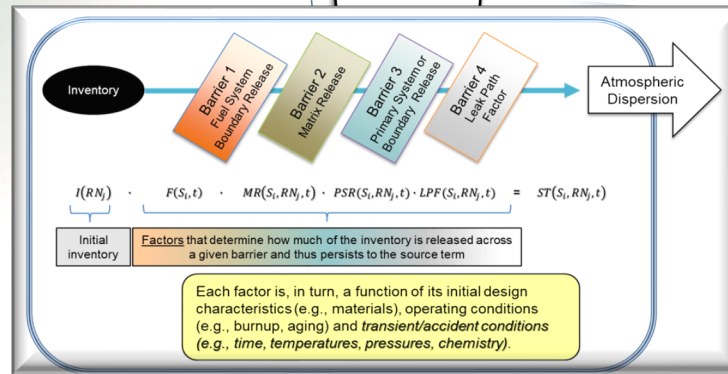 Inventory
Barrier 1
Fuel System
Boundary Release
Barrier 2
Matrix Release
Barrier 3
Primary System or
Boundary Release
Barrier 4
Leak Path
Factor
Atmospheric
Dispersion
I(RNⱼ) · F(Sᵢ,t) · MR(Sᵢ,RNⱼ,t) · PSR(Sᵢ,RNⱼ,t) · LPF(Sᵢ,RNⱼ,t) = ST(Sᵢ,RNⱼ,t)
Initial
inventory
Factors that determine how much of the inventory is released across
a given barrier and thus persists to the source term
Each factor is, in turn, a function of its initial design
characteristics (e.g., materials), operating conditions
(e.g., burnup, aging) and transient/accident conditions
(e.g., time, temperatures, pressures, chemistry).